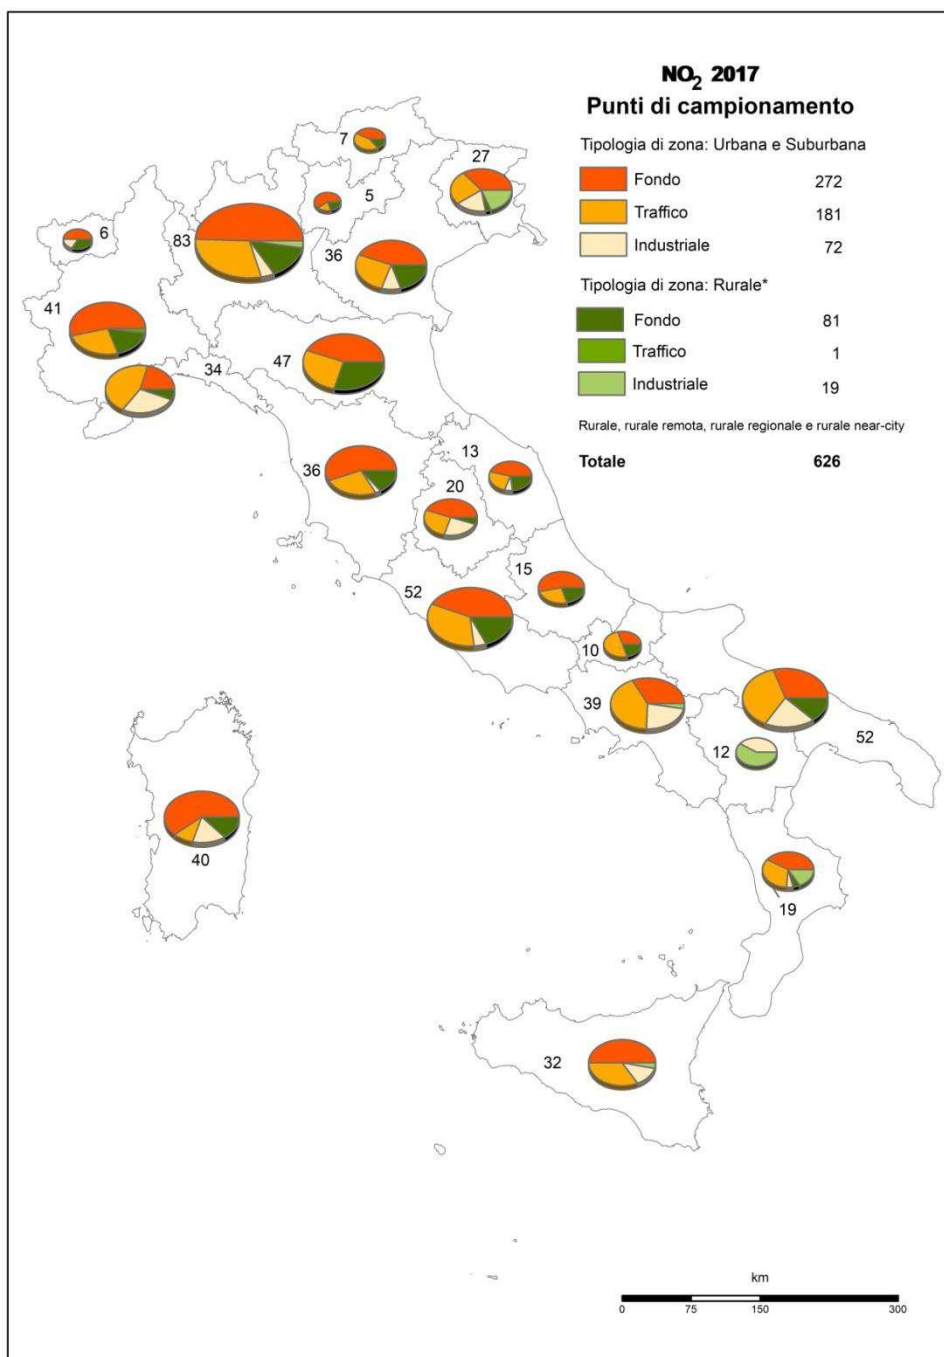 NO2 2017
Punti di campionamento
Tipologia di zona: Urbana e Suburbana
Fondo 272
Traffico 181
Industriale 72
Tipologia di zona: Rurale*
Fondo 81
Traffico 1
Industriale 19
Rurale, rurale remota, rurale regionale e rurale near-city
Totale 626
7
27
5
6
83
36
41
47
34
13
36
20
15
52
10
39
12
52
40
19
32
km
0 75 150 300